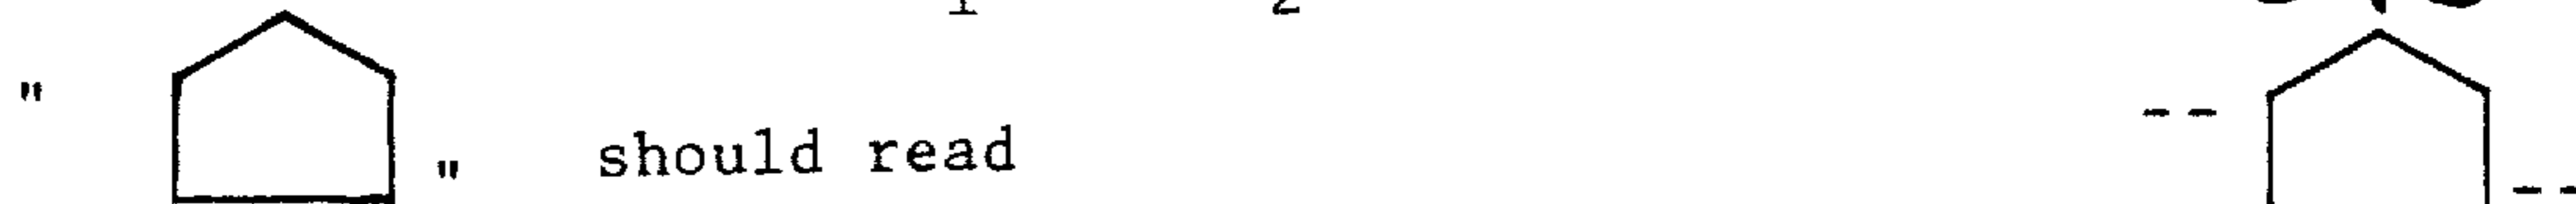 " " should read -- --